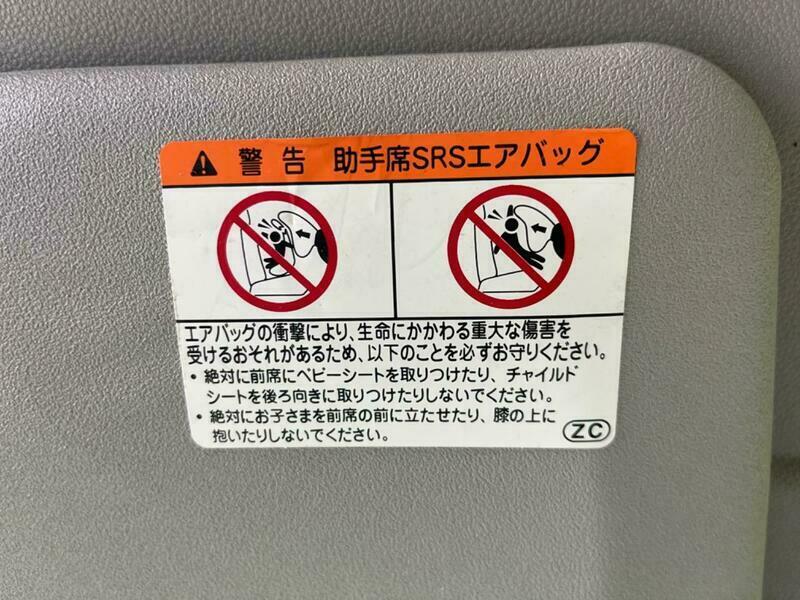 警告 助手席SRSエアバッグ
エアバッグの衝撃により、生命にかかわる重大な傷害を
受けるおそれがあるため、以下のことを必ずお守りください。
・絶対に前席にベビーシートを取りつけたり、チャイルド
シートを後ろ向きに取りつけたりしないでください。
・絶対にお子さまを前席の前に立たせたり、膝の上に
抱いたりしないでください。
ZC